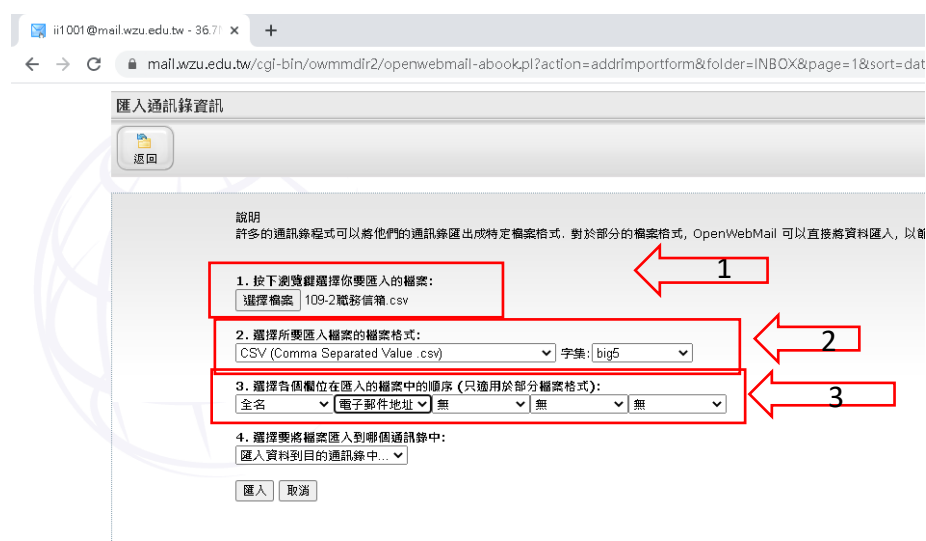 ii1001@mail.wzu.edu.tw - 36.7
mail.wzu.edu.tw/cgi-bin/owmmdir2/openwebmail-abook.pl?action=addrimportform&folder=INBOX&page=1&sort=dat
匯入通訊錄資訊
返回
說明
許多的通訊錄程式可以將他們的通訊錄匯出成特定檔案格式. 對於部分的檔案格式, OpenWebMail 可以直接將資料匯入, 以節
1
1. 按下瀏覽鍵選擇你要匯入的檔案:
選擇檔案 109-2職務信箱.csv
2. 選擇所要匯入檔案的檔案格式:
CSV (Comma Separated Value .csv) 字集: big5
2
3. 選擇各個欄位在匯入的檔案中的順序 (只適用於部分檔案格式):
全名 電子郵件地址 無 無 無
3
4. 選擇要將檔案匯入到哪個通訊錄中:
匯入資料到目的通訊錄中...
匯入 取消